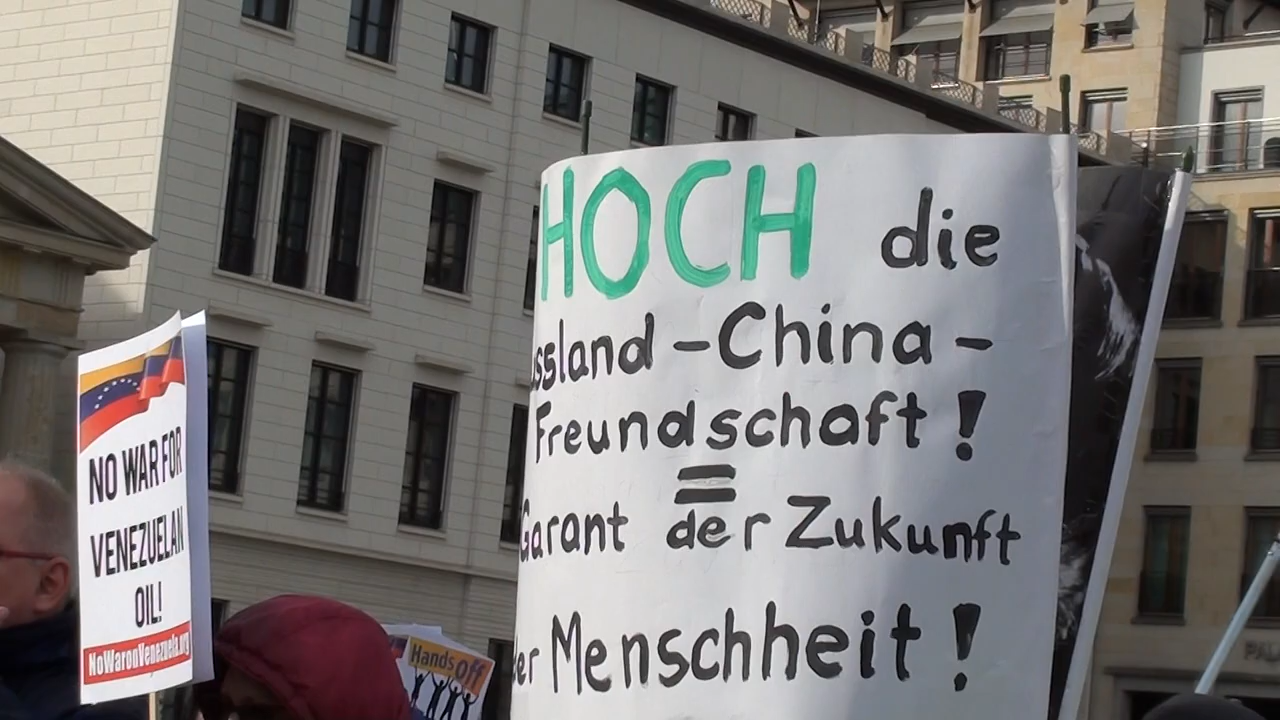 NO WAR FOR
VENEZUELAN
OIL!
NoWaronVenezuela.org
Hands off
HOCH die
ssland - China -
Freundschaft!
=
Garant der Zukunft
er Menschheit!